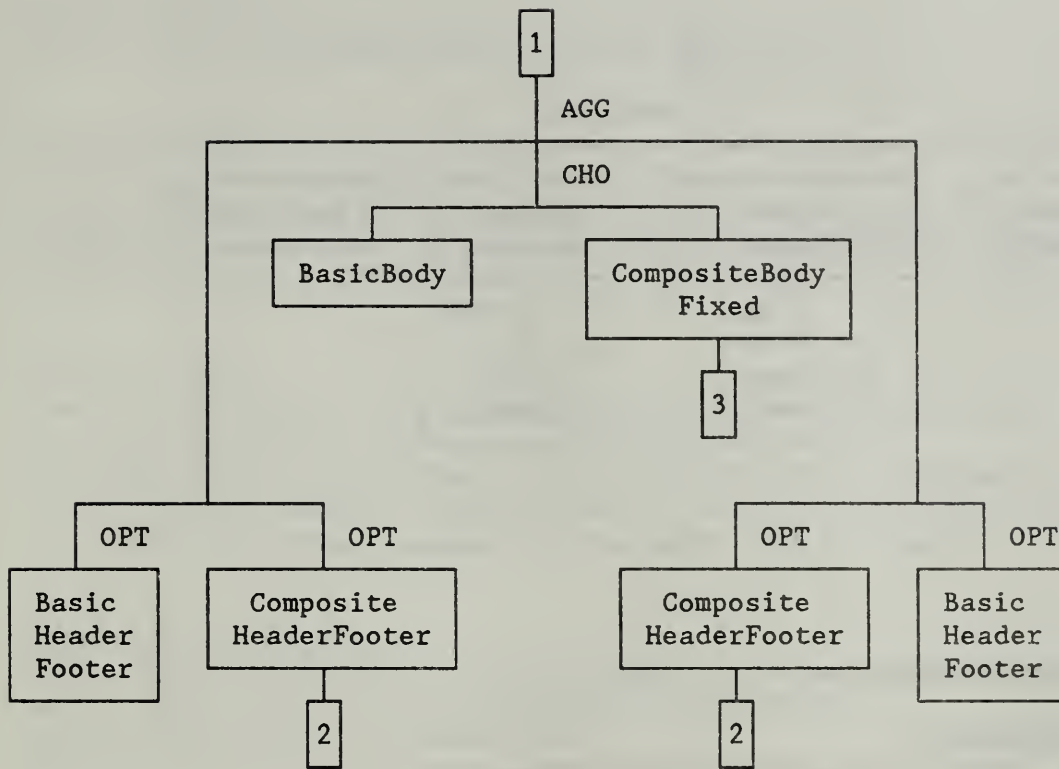 1
AGG
CHO
BasicBody
CompositeBody
Fixed
3
OPT
OPT
OPT
OPT
Basic
Header
Footer
Composite
HeaderFooter
Composite
HeaderFooter
Basic
Header
Footer
2
2